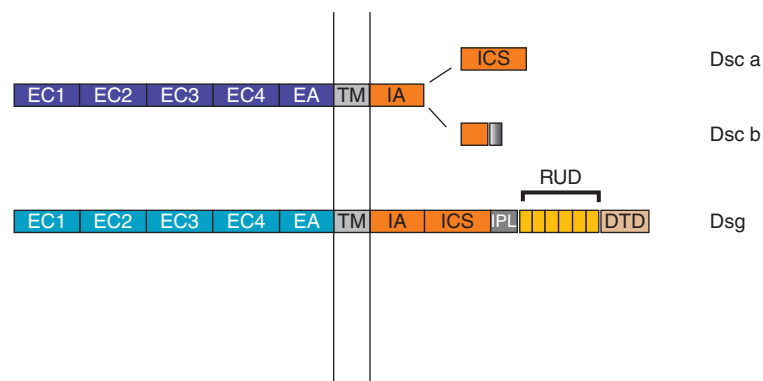 ICS Dsc a
EC1 EC2 EC3 EC4 EA TM IA
Dsc b
RUD
EC1 EC2 EC3 EC4 EA TM IA ICS IPL DTD Dsg